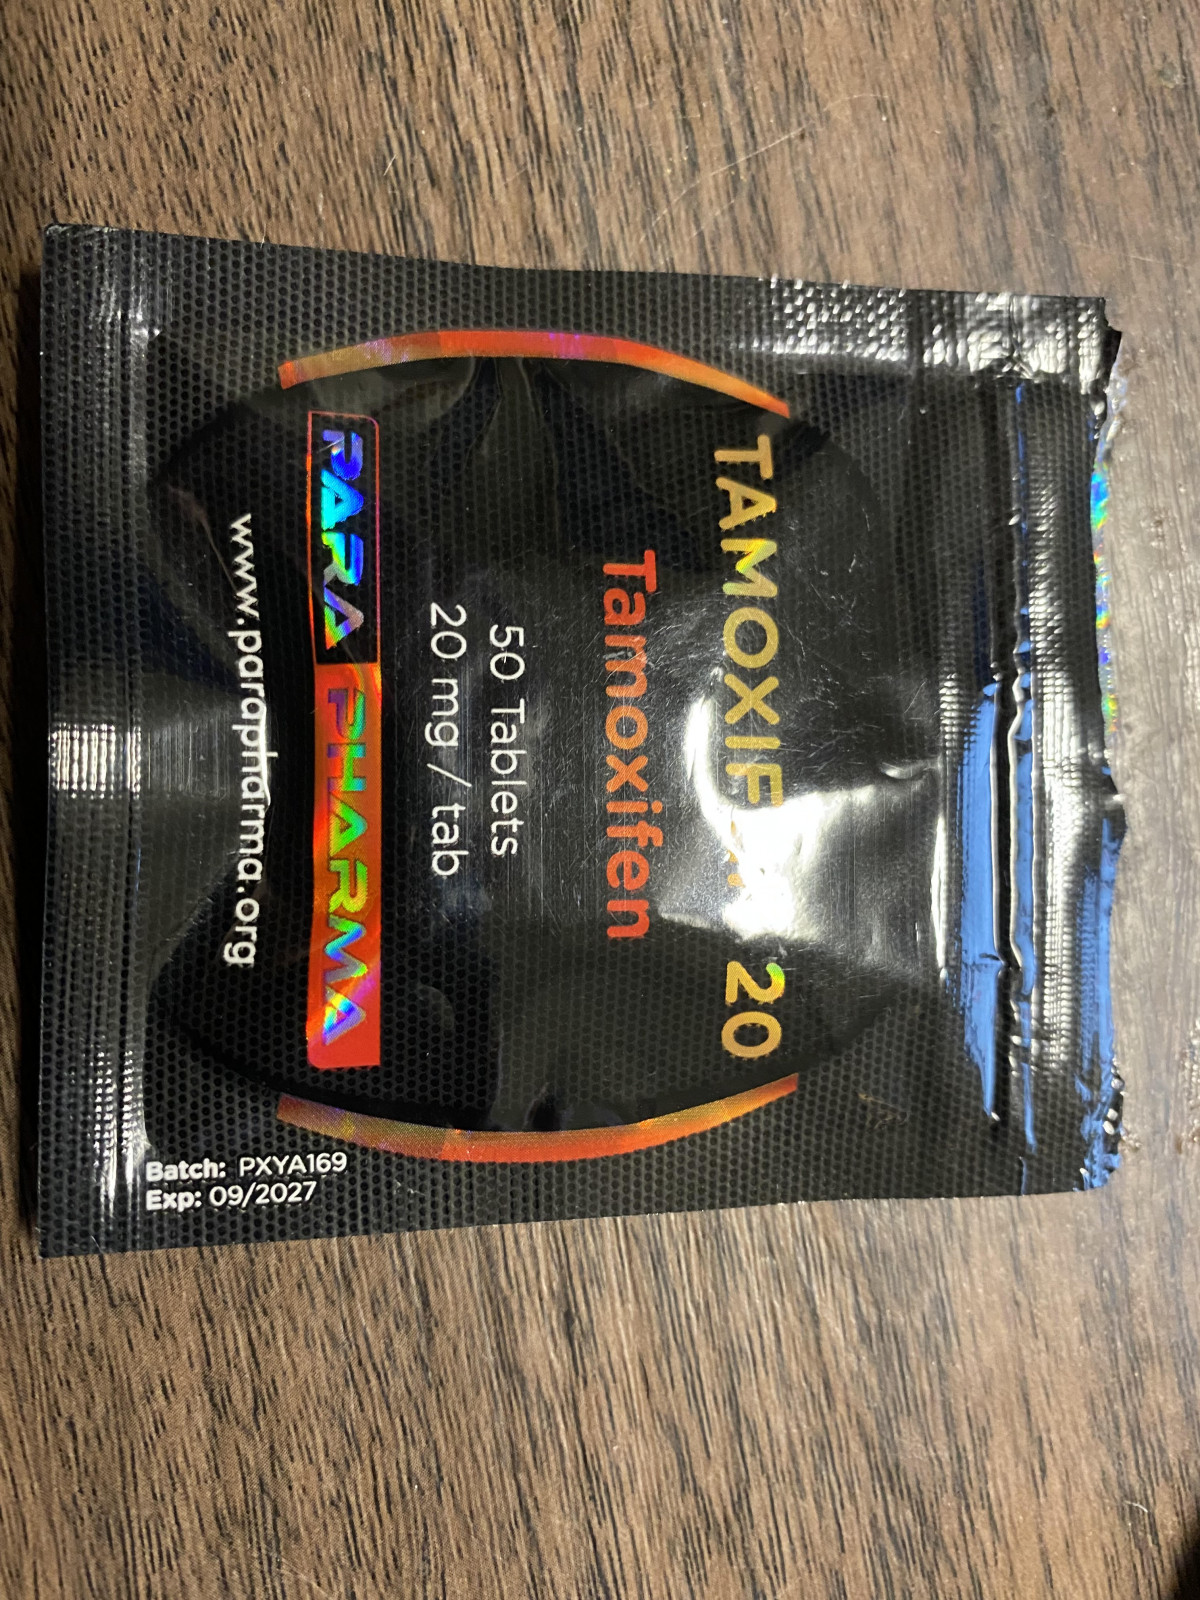 TAMOXIF 20
Tamoxifen
50 Tablets
20 mg / tab
PARA PHARMA
www.parapharma.org
Batch: PXYA169
Exp: 09/2027